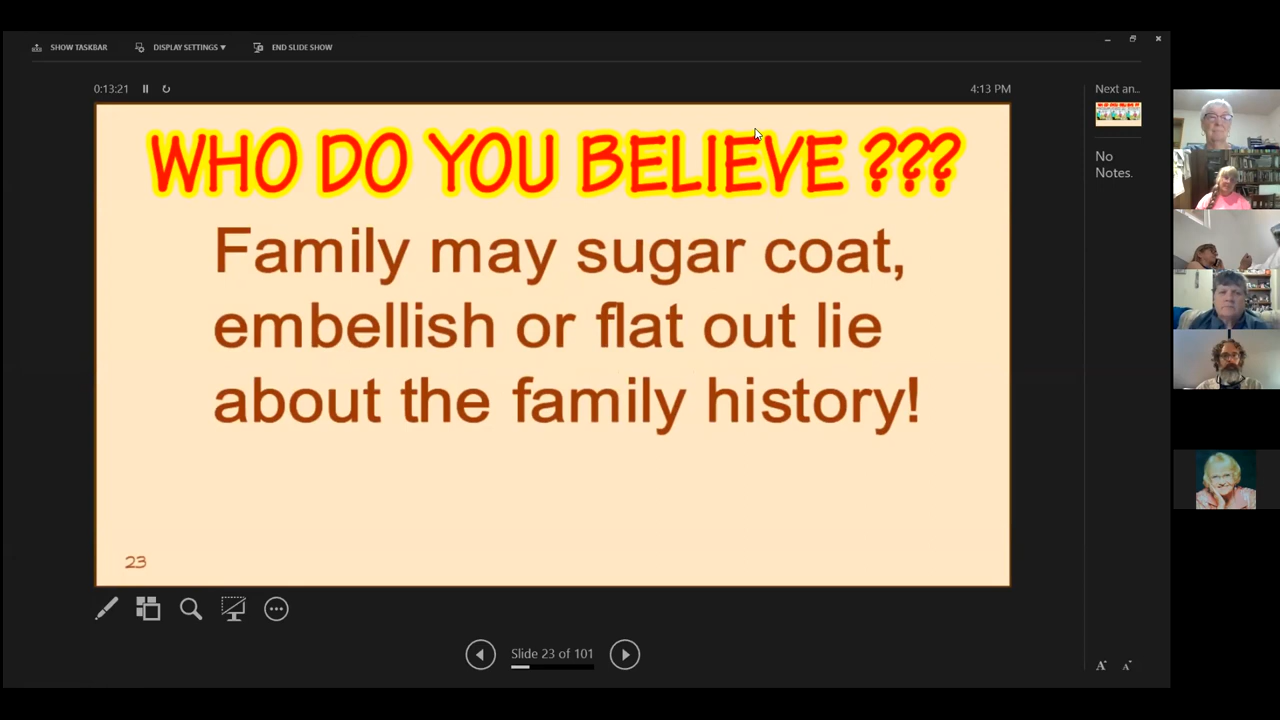 SHOW TASKBAR
DISPLAY SETTINGS ▼
END SLIDE SHOW
0:13:21
4:13 PM
WHO DO YOU BELIEVE ???
Family may sugar coat,
embellish or flat out lie
about the family history!
23
Slide 23 of 101
Next an..
No
Notes.
A
A